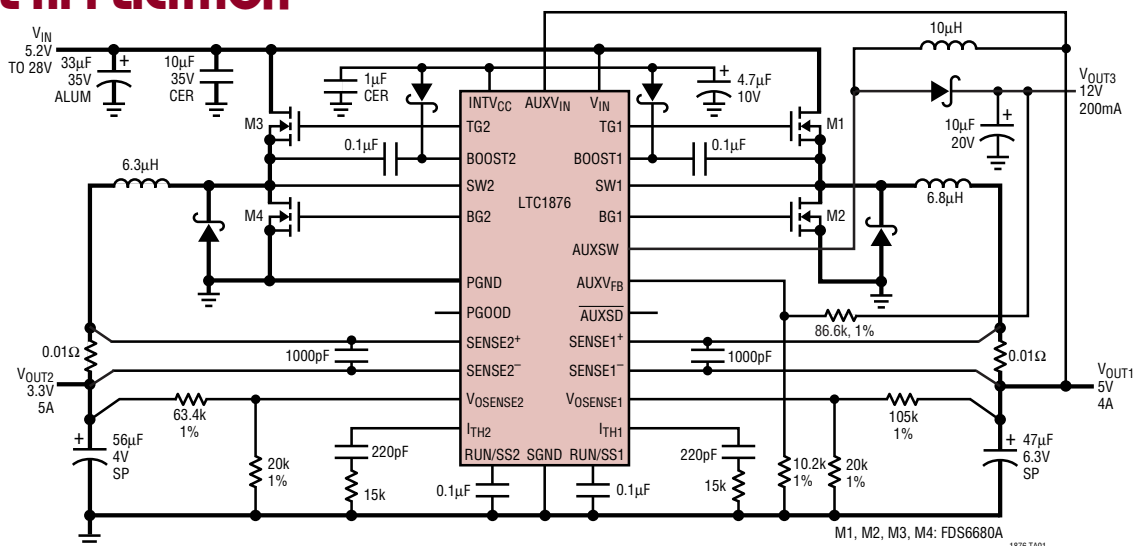 V_IN
5.2V
TO 28V
33µF
35V
ALUM
+
10µF
35V
CER
1µF
CER
+
4.7µF
10V
10µH
V_OUT3
12V
200mA
+
10µF
20V
INTV_CC
AUXV_IN
V_IN
M3
TG2
TG1
M1
0.1µF
BOOST2
BOOST1
0.1µF
6.3µH
SW2
SW1
6.8µH
LTC1876
M4
BG2
BG1
M2
AUXSW
PGND
AUXV_FB
PGOOD
AUXSD
86.6k, 1%
SENSE2+
SENSE1+
0.01Ω
1000pF
1000pF
0.01Ω
SENSE2–
SENSE1–
V_OUT2
3.3V
5A
V_OUT1
5V
4A
63.4k
1%
V_OSENSE2
V_OSENSE1
105k
1%
+
56µF
4V
SP
20k
1%
220pF
15k
I_TH2
I_TH1
220pF
15k
10.2k
1%
20k
1%
+
47µF
6.3V
SP
RUN/SS2
SGND
RUN/SS1
0.1µF
0.1µF
M1, M2, M3, M4: FDS6680A
1876 TA01